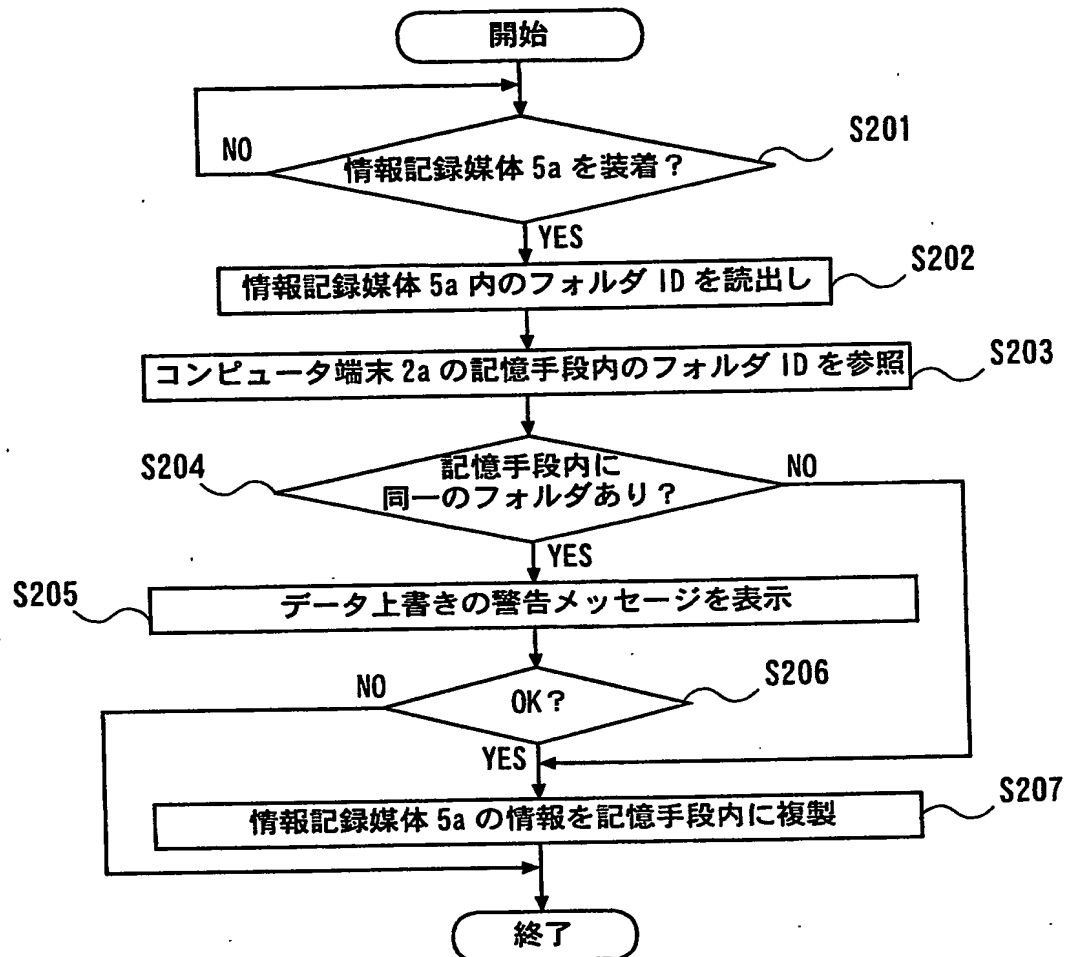 開始
NO
情報記録媒体 5a を装着？
S201
YES
情報記録媒体 5a 内のフォルダ ID を読出し
S202
コンピュータ端末 2a の記憶手段内のフォルダ ID を参照
S203
S204
記憶手段内に
同一のフォルダあり？
NO
YES
S205
データ上書きの警告メッセージを表示
NO
OK？
S206
YES
情報記録媒体 5a の情報を記憶手段内に複製
S207
終了